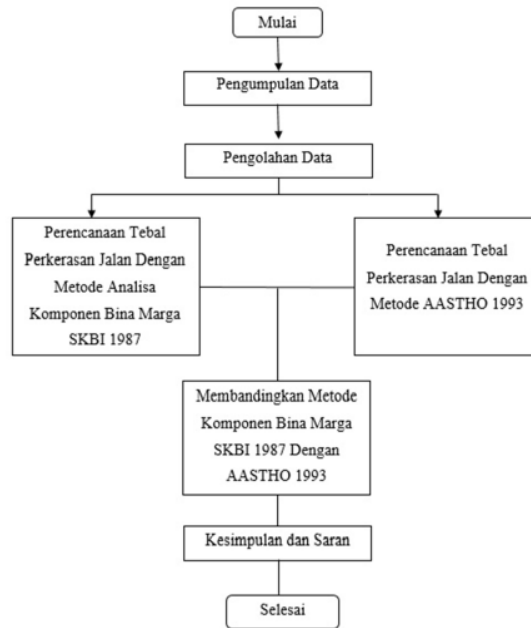 Mulai
Pengumpulan Data
Pengolahan Data
Perencanaan Tebal
Perkerasan Jalan Dengan
Metode Analisa
Komponen Bina Marga
SKBI 1987
Perencanaan Tebal
Perkerasan Jalan Dengan
Metode AASTHO 1993
Membandingkan Metode
Komponen Bina Marga
SKBI 1987 Dengan
AASTHO 1993
Kesimpulan dan Saran
Selesai